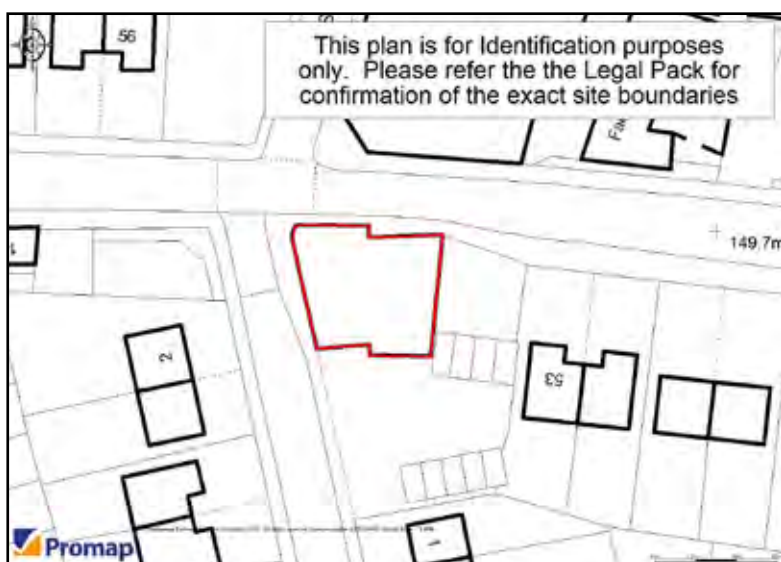 56
This plan is for Identification purposes
only. Please refer the the Legal Pack for
confirmation of the exact site boundaries
149.7m
2
53
1
Promap